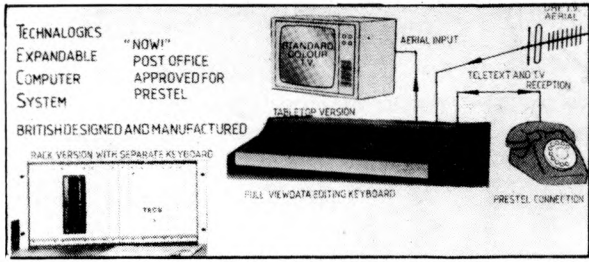 TECHNALOGICS
EXPANDABLE
COMPUTER
SYSTEM
"NOW!"
POST OFFICE
APPROVED FOR
PRESTEL
BRITISH DESIGNED AND MANUFACTURED
RACK VERSION WITH SEPARATE KEYBOARD
TECS
STANDARD
COLOUR
T.V.
TABLETOP VERSION
AERIAL INPUT
UHF T.V.
AERIAL
TELETEXT AND T.V.
RECEPTION
FULL VIEWDATA EDITING KEYBOARD
PRESTEL CONNECTION